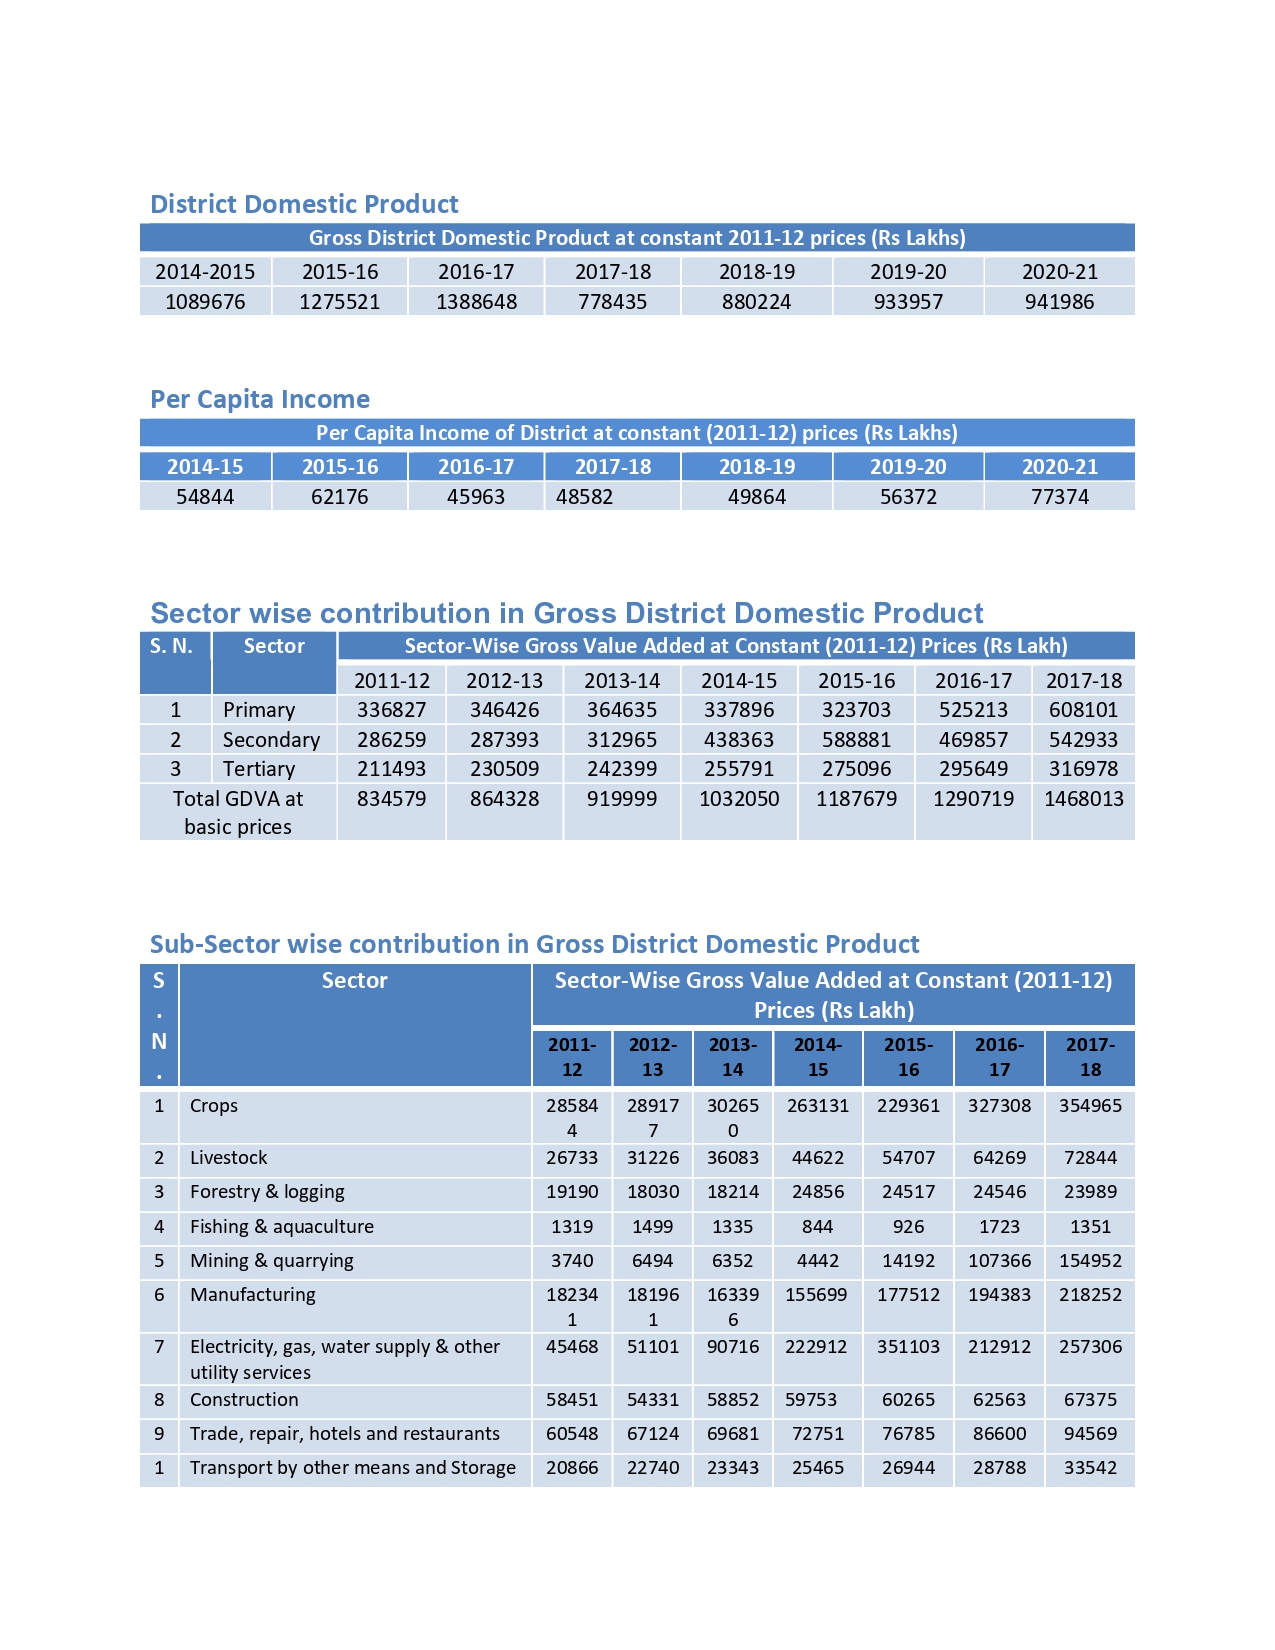 District Domestic Product
Gross District Domestic Product at constant 2011-12 prices (Rs Lakhs)
2014-2015 2015-16 2016-17 2017-18 2018-19 2019-20 2020-21
1089676 1275521 1388648 778435 880224 933957 941986
Per Capita Income
Per Capita Income of District at constant (2011-12) prices (Rs Lakhs)
2014-15 2015-16 2016-17 2017-18 2018-19 2019-20 2020-21
54844 62176 45963 48582 49864 56372 77374
Sector wise contribution in Gross District Domestic Product
S. N. Sector Sector-Wise Gross Value Added at Constant (2011-12) Prices (Rs Lakh)
2011-12 2012-13 2013-14 2014-15 2015-16 2016-17 2017-18
1 Primary 336827 346426 364635 337896 323703 525213 608101
2 Secondary 286259 287393 312965 438363 588881 469857 542933
3 Tertiary 211493 230509 242399 255791 275096 295649 316978
Total GDVA at 834579 864328 919999 1032050 1187679 1290719 1468013
basic prices
Sub-Sector wise contribution in Gross District Domestic Product
S Sector Sector-Wise Gross Value Added at Constant (2011-12)
. Prices (Rs Lakh)
N 2011- 2012- 2013- 2014- 2015- 2016- 2017-
. 12 13 14 15 16 17 18
1 Crops 28584 28917 30265 263131 229361 327308 354965
4 7 0
2 Livestock 26733 31226 36083 44622 54707 64269 72844
3 Forestry & logging 19190 18030 18214 24856 24517 24546 23989
4 Fishing & aquaculture 1319 1499 1335 844 926 1723 1351
5 Mining & quarrying 3740 6494 6352 4442 14192 107366 154952
6 Manufacturing 18234 18196 16339 155699 177512 194383 218252
1 1 6
7 Electricity, gas, water supply & other 45468 51101 90716 222912 351103 212912 257306
utility services
8 Construction 58451 54331 58852 59753 60265 62563 67375
9 Trade, repair, hotels and restaurants 60548 67124 69681 72751 76785 86600 94569
1 Transport by other means and Storage 20866 22740 23343 25465 26944 28788 33542